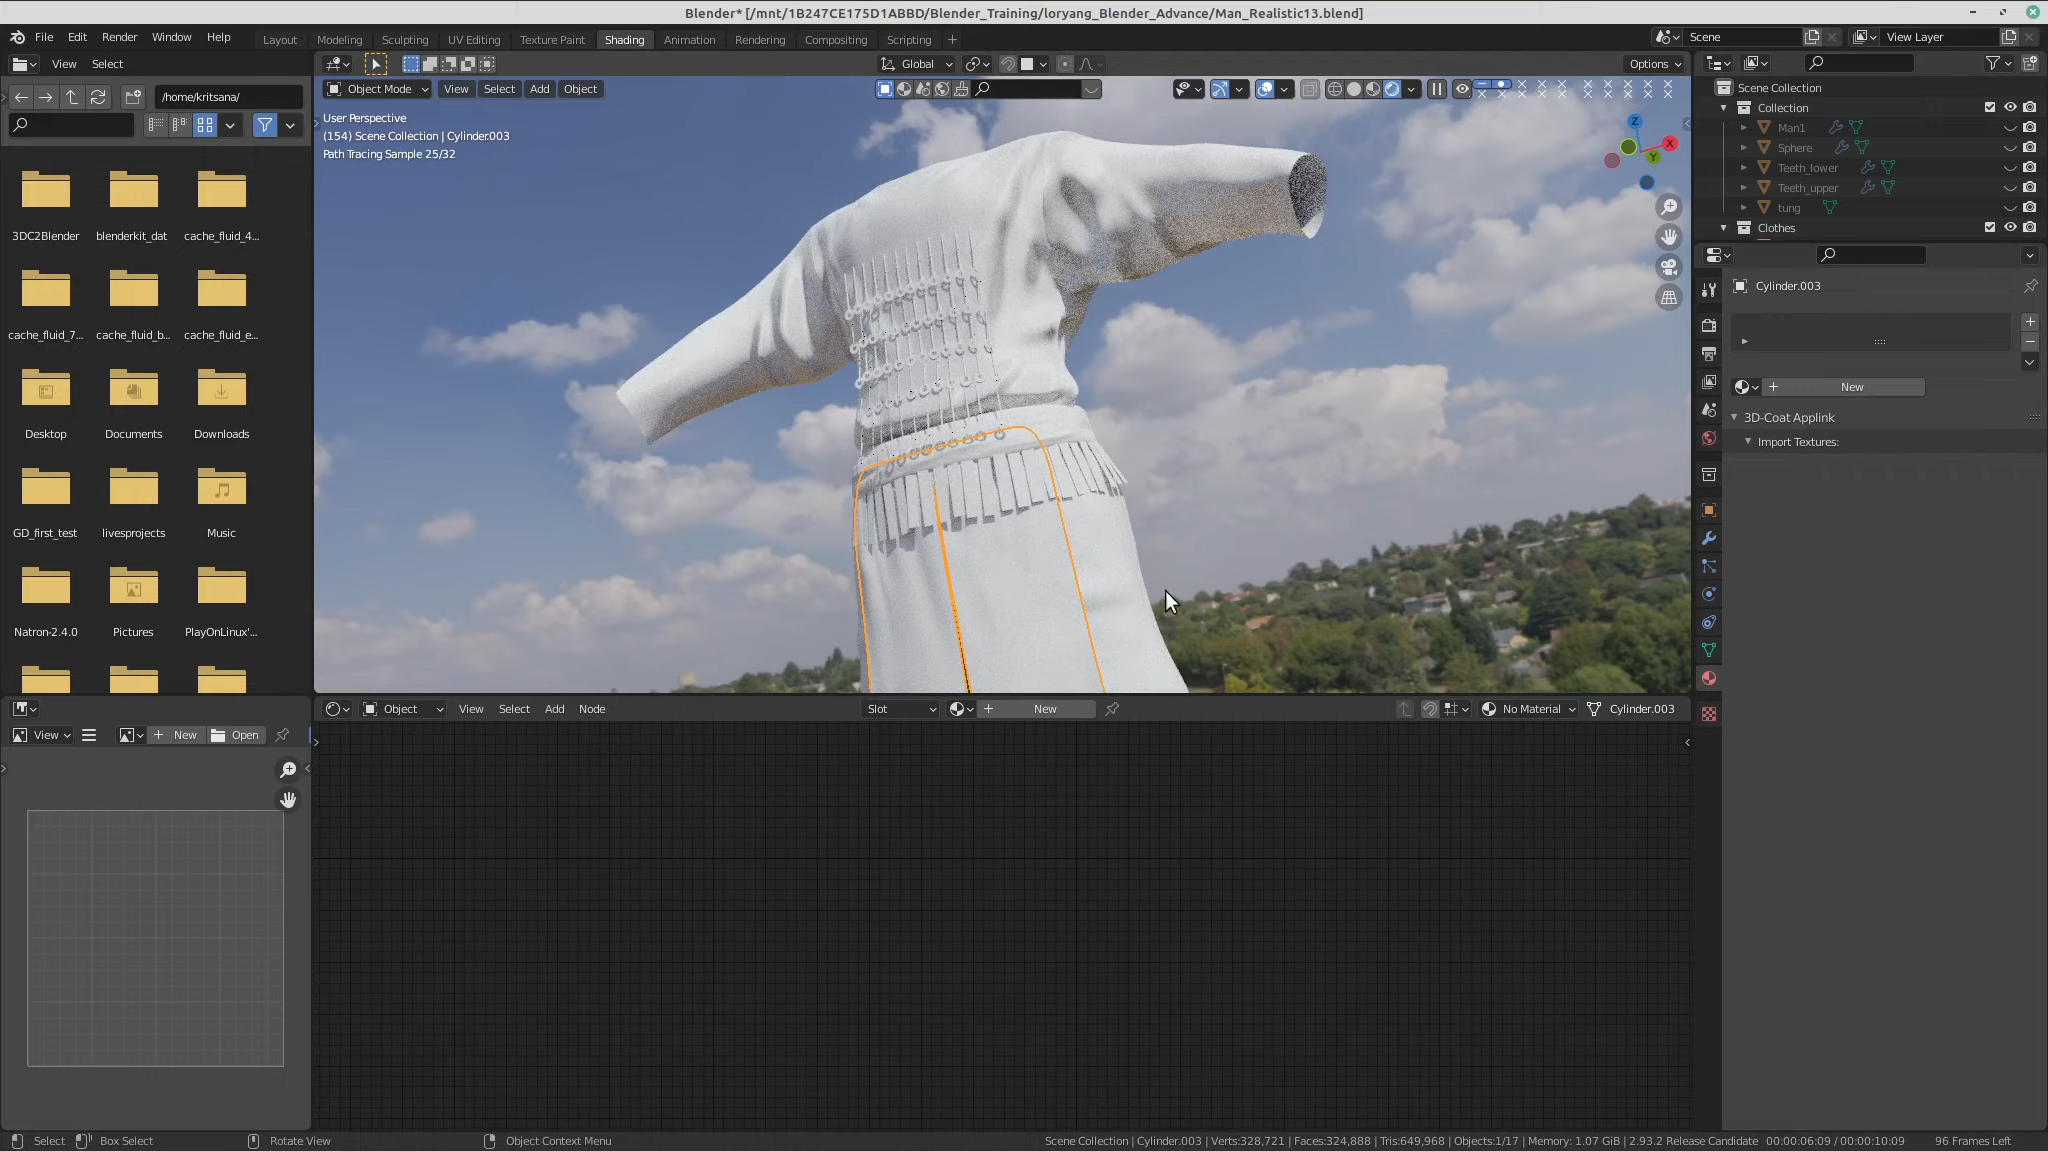 Blender* [/mnt/1B247CE175D1ABBD/Blender_Training/loryang_Blender_Advance/Man_Realistic13.blend]
File Edit Render Window Help Layout Modeling Sculpting UV Editing Texture Paint Shading Animation Rendering Compositing Scripting + Scene View Layer
View Select Global Options
/home/kritsana/ Object Mode View Select Add Object Scene Collection
Collection
User Perspective
(154) Scene Collection | Cylinder.003
Path Tracing Sample 25/32
Z
X
Y
Man1
Sphere
Teeth_lower
Teeth_upper
tung
Clothes
3DC2Blender blenderkit_dat cache_fluid_4...
cache_fluid_7... cache_fluid_b... cache_fluid_e...
Desktop Documents Downloads
GD_first_test livesprojects Music
Natron-2.4.0 Pictures PlayOnLinux'...
Cylinder.003
New
3D-Coat Applink
Import Textures:
Object View Select Add Node Slot New No Material Cylinder.003
View New Open
Select Box Select Rotate View Object Context Menu Scene Collection | Cylinder.003 | Verts:328,721 | Faces:324,888 | Tris:649,968 | Objects:1/17 | Memory: 1.07 GiB | 2.93.2 Release Candidate 00:00:06:09 / 00:00:10:09 96 Frames Left